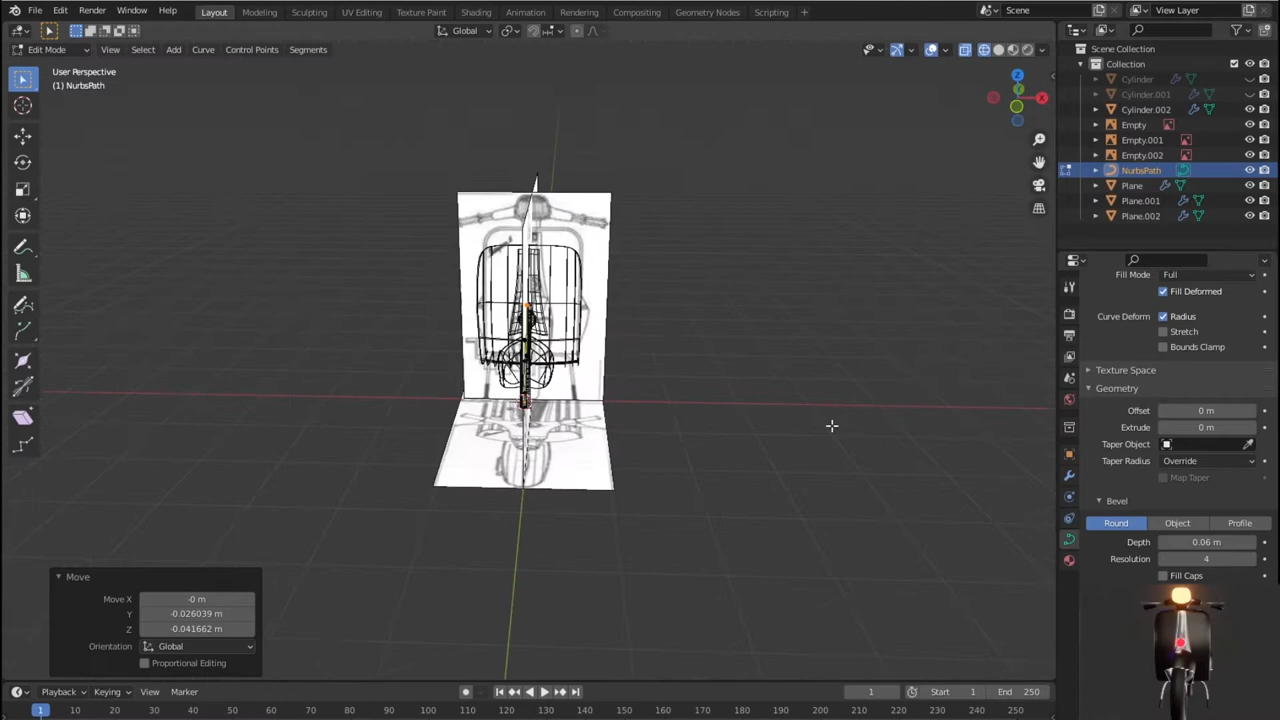 File Edit Render Window Help Layout Modeling Sculpting UV Editing Texture Paint Shading Animation Rendering Compositing Geometry Nodes Scripting + Scene View Layer
Global
Edit Mode View Select Add Curve Control Points Segments
User Perspective
(1) NurbsPath
Z
X
Scene Collection
Collection
Cylinder
Cylinder.001
Cylinder.002
Empty
Empty.001
Empty.002
NurbsPath
Plane
Plane.001
Plane.002
Fill Mode Full
Fill Deformed
Curve Deform Radius
Stretch
Bounds Clamp
Texture Space
Geometry
Offset 0 m
Extrude 0 m
Taper Object
Taper Radius Override
Map Taper
Bevel
Round Object Profile
Depth 0.06 m
Resolution 4
Fill Caps
Move
Move X -0 m
Y -0.026039 m
Z -0.041662 m
Orientation Global
Proportional Editing
Playback Keying View Marker 1 Start 1 End 250
1 10 20 30 40 50 60 70 80 90 100 110 120 130 140 150 160 170 180 190 200 210 220 230 240 250